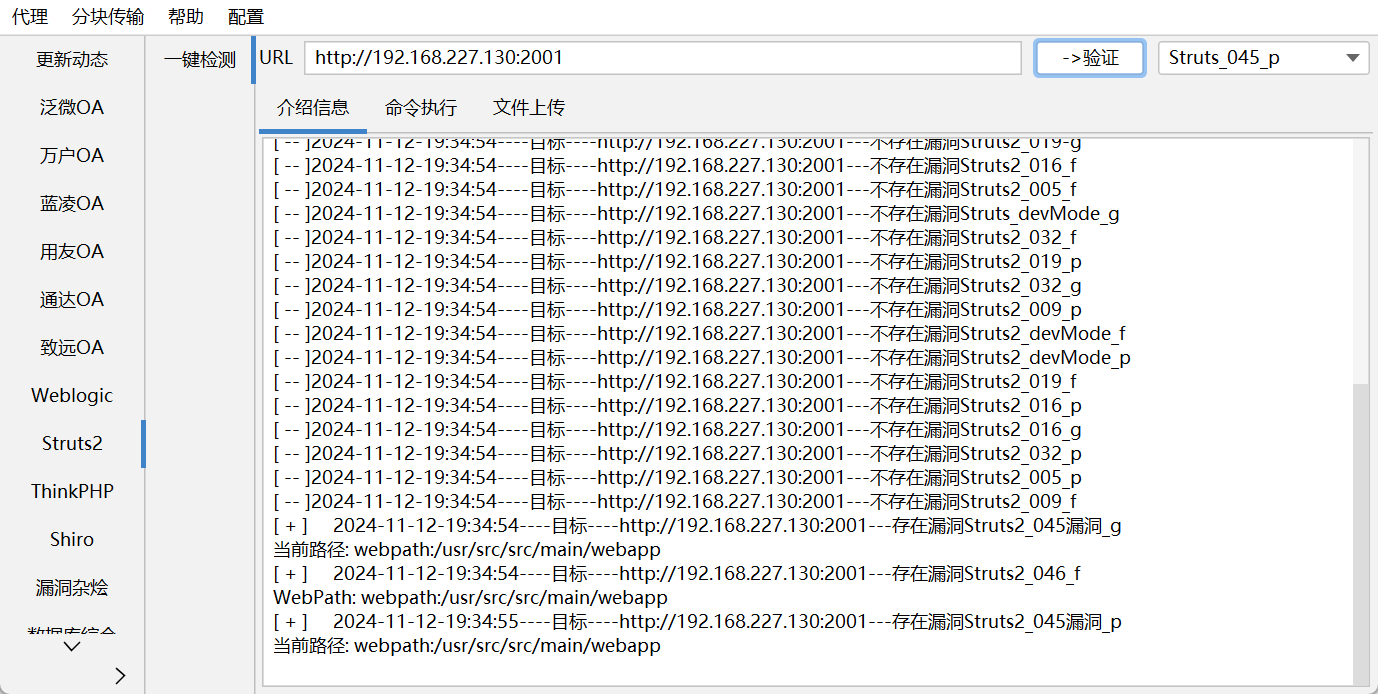 代理 分块传输 帮助 配置
更新动态
泛微OA
万户OA
蓝凌OA
用友OA
通达OA
致远OA
Weblogic
Struts2
ThinkPHP
Shiro
漏洞杂烩
数据库综合
一键检测
URL http://192.168.227.130:2001 ->验证 Struts_045_p
介绍信息 命令执行 文件上传
[ -- ]2024-11-12-19:34:54----目标----http://192.168.227.130:2001---不存在漏洞Struts2_019-g
[ -- ]2024-11-12-19:34:54----目标----http://192.168.227.130:2001---不存在漏洞Struts2_016_f
[ -- ]2024-11-12-19:34:54----目标----http://192.168.227.130:2001---不存在漏洞Struts2_005_f
[ -- ]2024-11-12-19:34:54----目标----http://192.168.227.130:2001---不存在漏洞Struts_devMode_g
[ -- ]2024-11-12-19:34:54----目标----http://192.168.227.130:2001---不存在漏洞Struts2_032_f
[ -- ]2024-11-12-19:34:54----目标----http://192.168.227.130:2001---不存在漏洞Struts2_019_p
[ -- ]2024-11-12-19:34:54----目标----http://192.168.227.130:2001---不存在漏洞Struts2_032_g
[ -- ]2024-11-12-19:34:54----目标----http://192.168.227.130:2001---不存在漏洞Struts2_009_p
[ -- ]2024-11-12-19:34:54----目标----http://192.168.227.130:2001---不存在漏洞Struts2_devMode_f
[ -- ]2024-11-12-19:34:54----目标----http://192.168.227.130:2001---不存在漏洞Struts2_devMode_p
[ -- ]2024-11-12-19:34:54----目标----http://192.168.227.130:2001---不存在漏洞Struts2_019_f
[ -- ]2024-11-12-19:34:54----目标----http://192.168.227.130:2001---不存在漏洞Struts2_016_p
[ -- ]2024-11-12-19:34:54----目标----http://192.168.227.130:2001---不存在漏洞Struts2_016_g
[ -- ]2024-11-12-19:34:54----目标----http://192.168.227.130:2001---不存在漏洞Struts2_032_p
[ -- ]2024-11-12-19:34:54----目标----http://192.168.227.130:2001---不存在漏洞Struts2_005_p
[ -- ]2024-11-12-19:34:54----目标----http://192.168.227.130:2001---不存在漏洞Struts2_009_f
[ + ] 2024-11-12-19:34:54----目标----http://192.168.227.130:2001---存在漏洞Struts2_045漏洞_g
当前路径: webpath:/usr/src/src/main/webapp
[ + ] 2024-11-12-19:34:54----目标----http://192.168.227.130:2001---存在漏洞Struts2_046_f
WebPath: webpath:/usr/src/src/main/webapp
[ + ] 2024-11-12-19:34:55----目标----http://192.168.227.130:2001---存在漏洞Struts2_045漏洞_p
当前路径: webpath:/usr/src/src/main/webapp